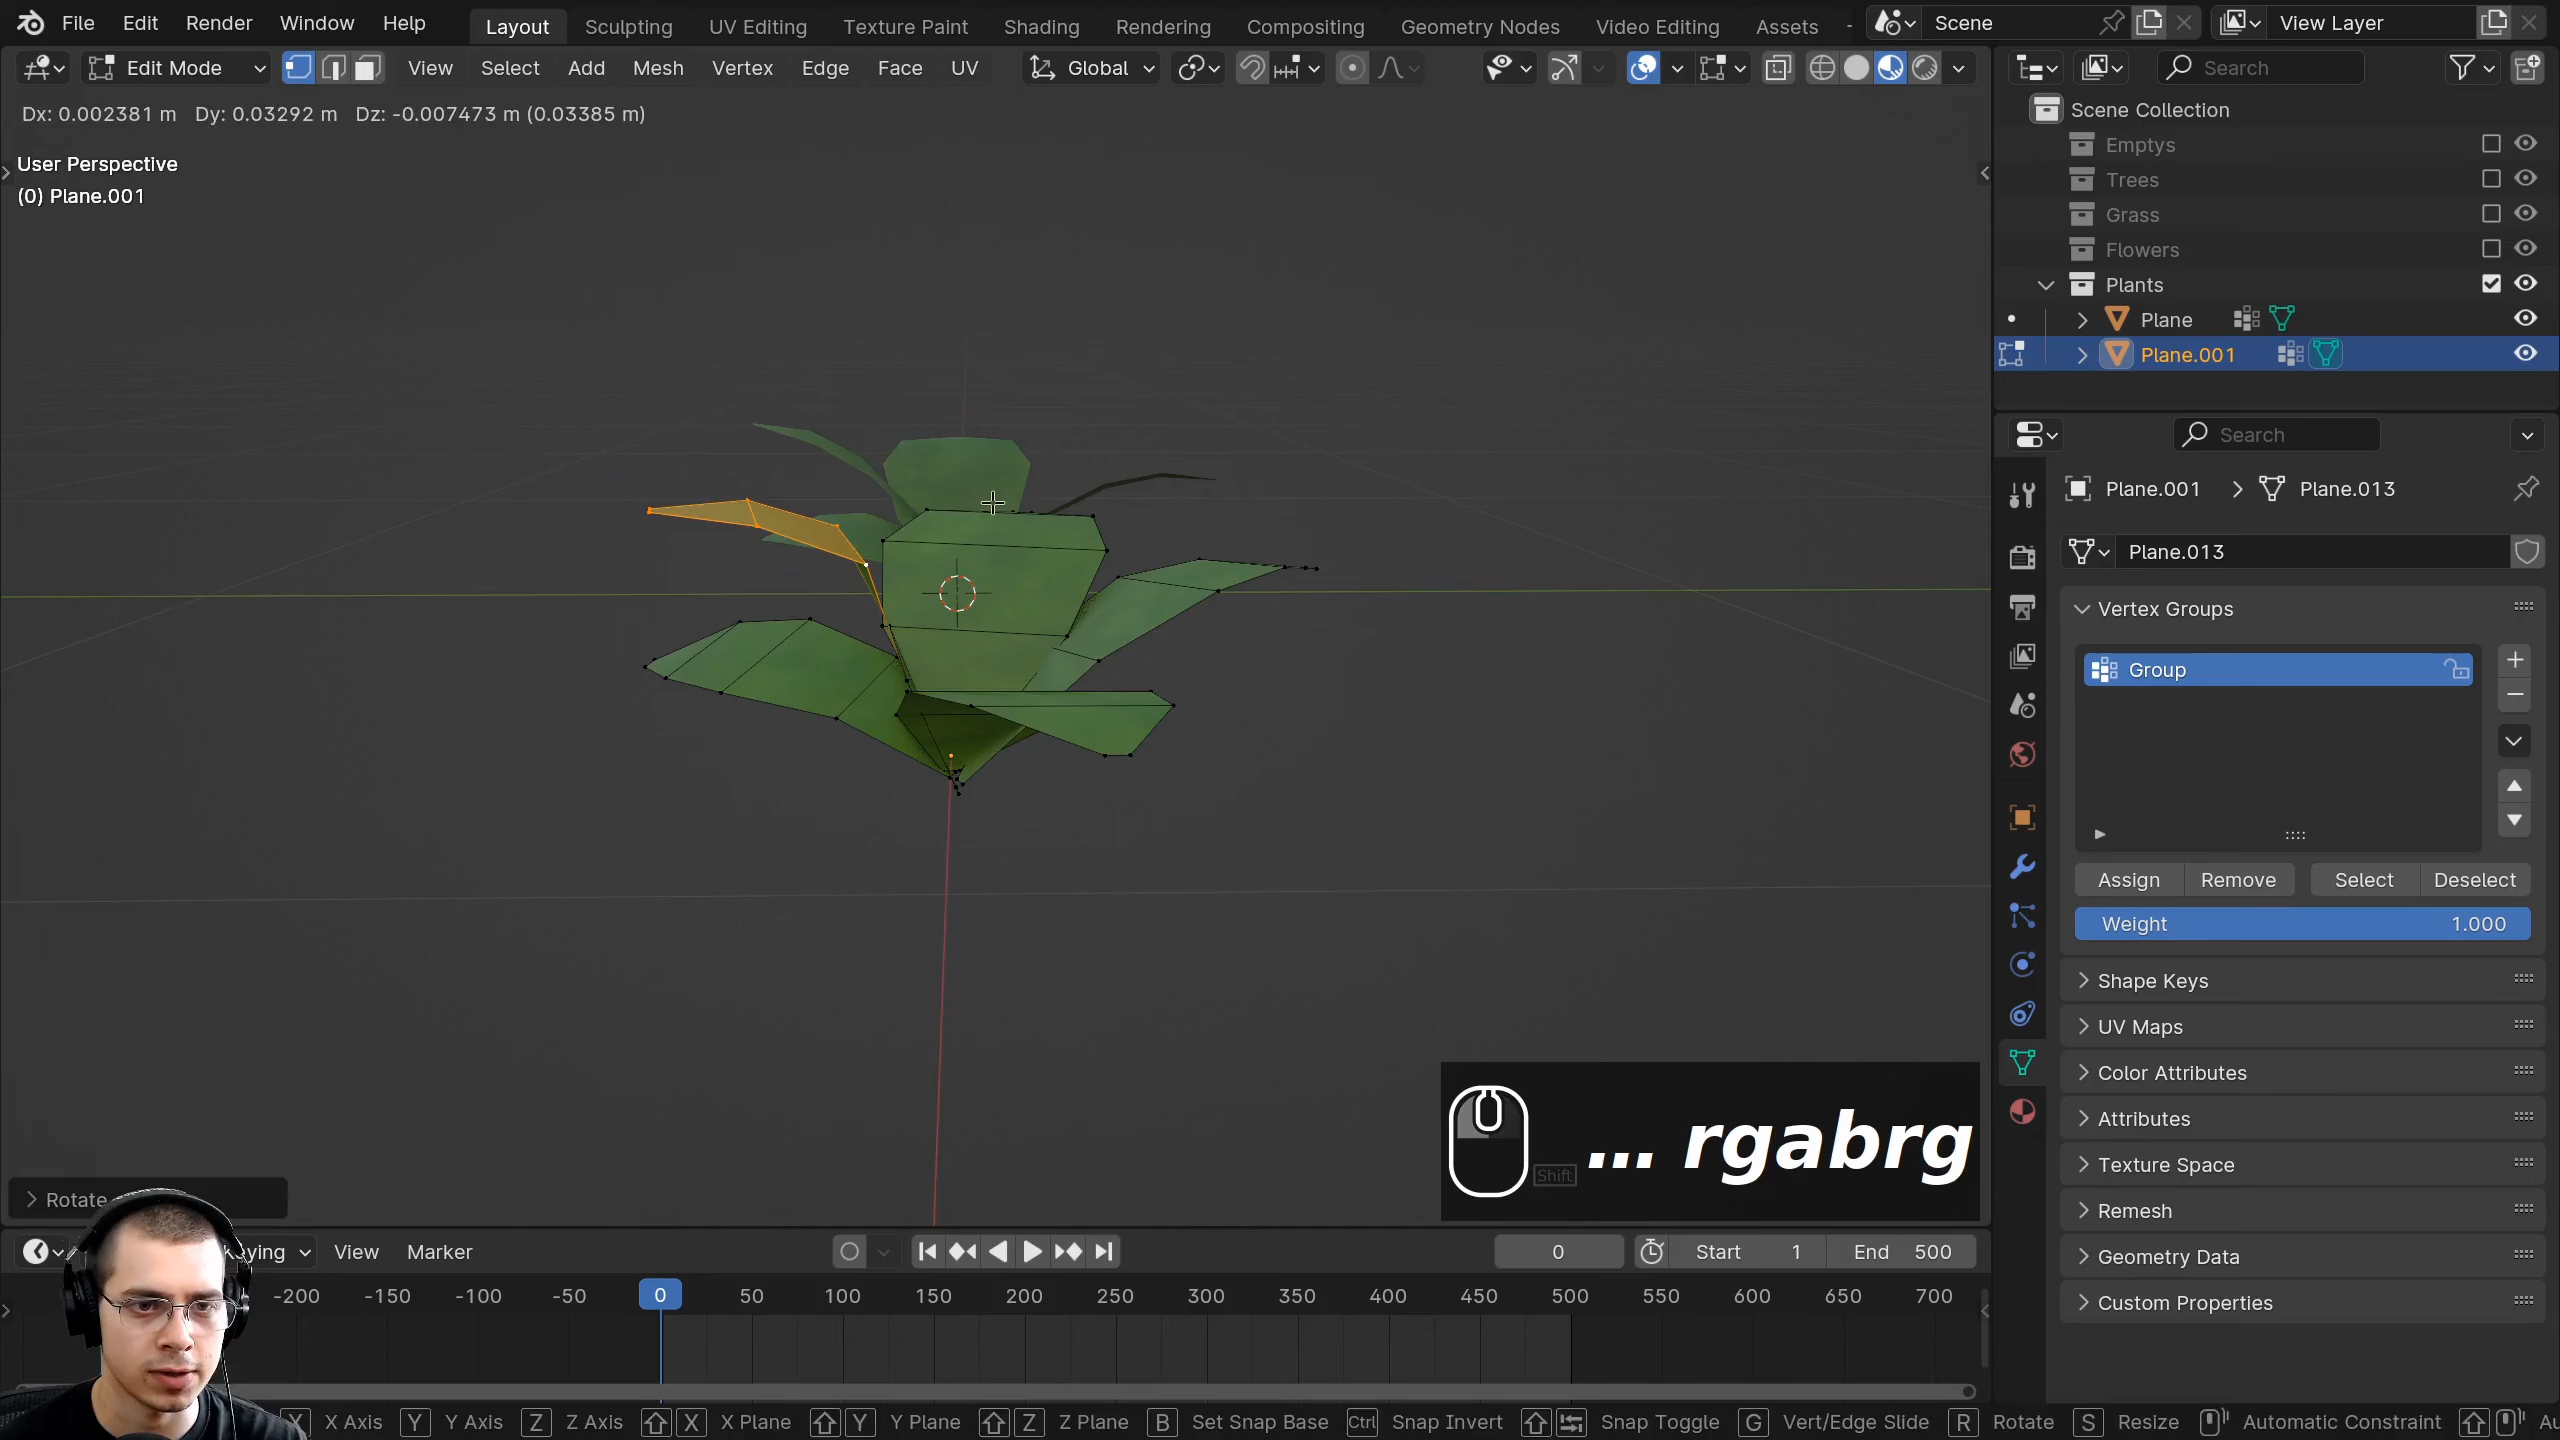 File Edit Render Window Help Layout Sculpting UV Editing Texture Paint Shading Rendering Compositing Geometry Nodes Video Editing Assets Scene View Layer
Edit Mode View Select Add Mesh Vertex Edge Face UV Global Search
Dx: 0.002381 m Dy: 0.03292 m Dz: -0.007473 m (0.03385 m)
User Perspective
(0) Plane.001
Scene Collection
Emptys
Trees
Grass
Flowers
Plants
Plane
Plane.001
Search
Plane.001 > Plane.013
Plane.013
Vertex Groups
Group
Assign Remove Select Deselect
Weight 1.000
Shape Keys
UV Maps
Color Attributes
Attributes
Texture Space
Remesh
Geometry Data
Custom Properties
Shift ... rgabrg
Rotate
Keying View Marker 0 Start 1 End 500
-200 -150 -100 -50 0 50 100 150 200 250 300 350 400 450 500 550 600 650 700
X X Axis Y Y Axis Z Z Axis X X Plane Y Y Plane Z Z Plane B Set Snap Base Ctrl Snap Invert Snap Toggle G Vert/Edge Slide R Rotate S Resize Automatic Constraint